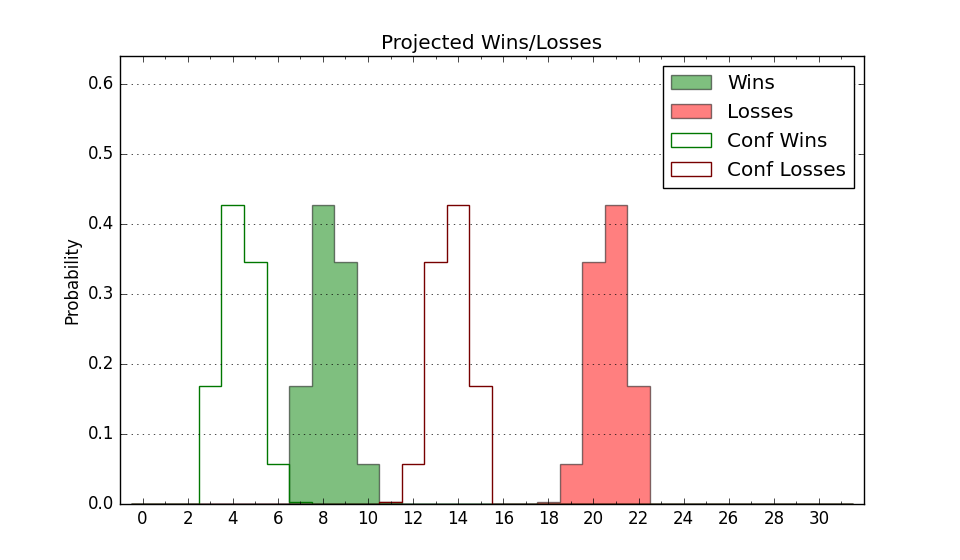 Projected Wins/Losses
0.6
0.5
0.4
0.3
0.2
0.1
0.0
Probability
Wins
Losses
Conf Wins
Conf Losses
0 2 4 6 8 10 12 14 16 18 20 22 24 26 28 30